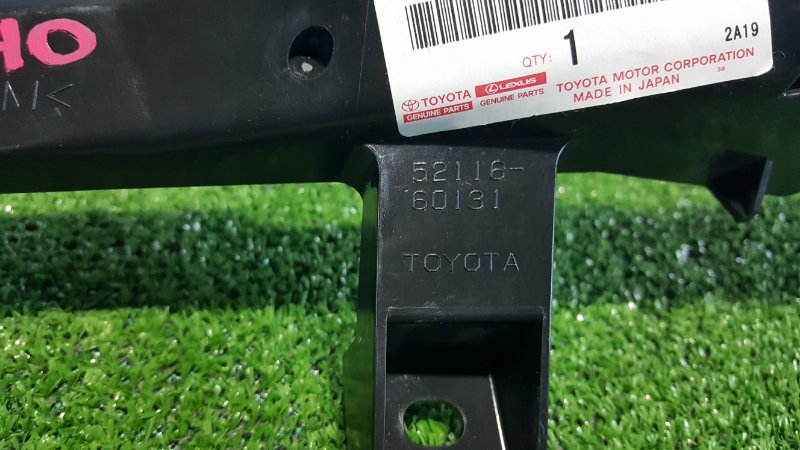 HO
QTY: 1
2A19
TOYOTA
GENUINE PARTS
LEXUS
GENUINE PARTS
TOYOTA MOTOR CORPORATION
38
MADE IN JAPAN
52116-
60131
TOYOTA